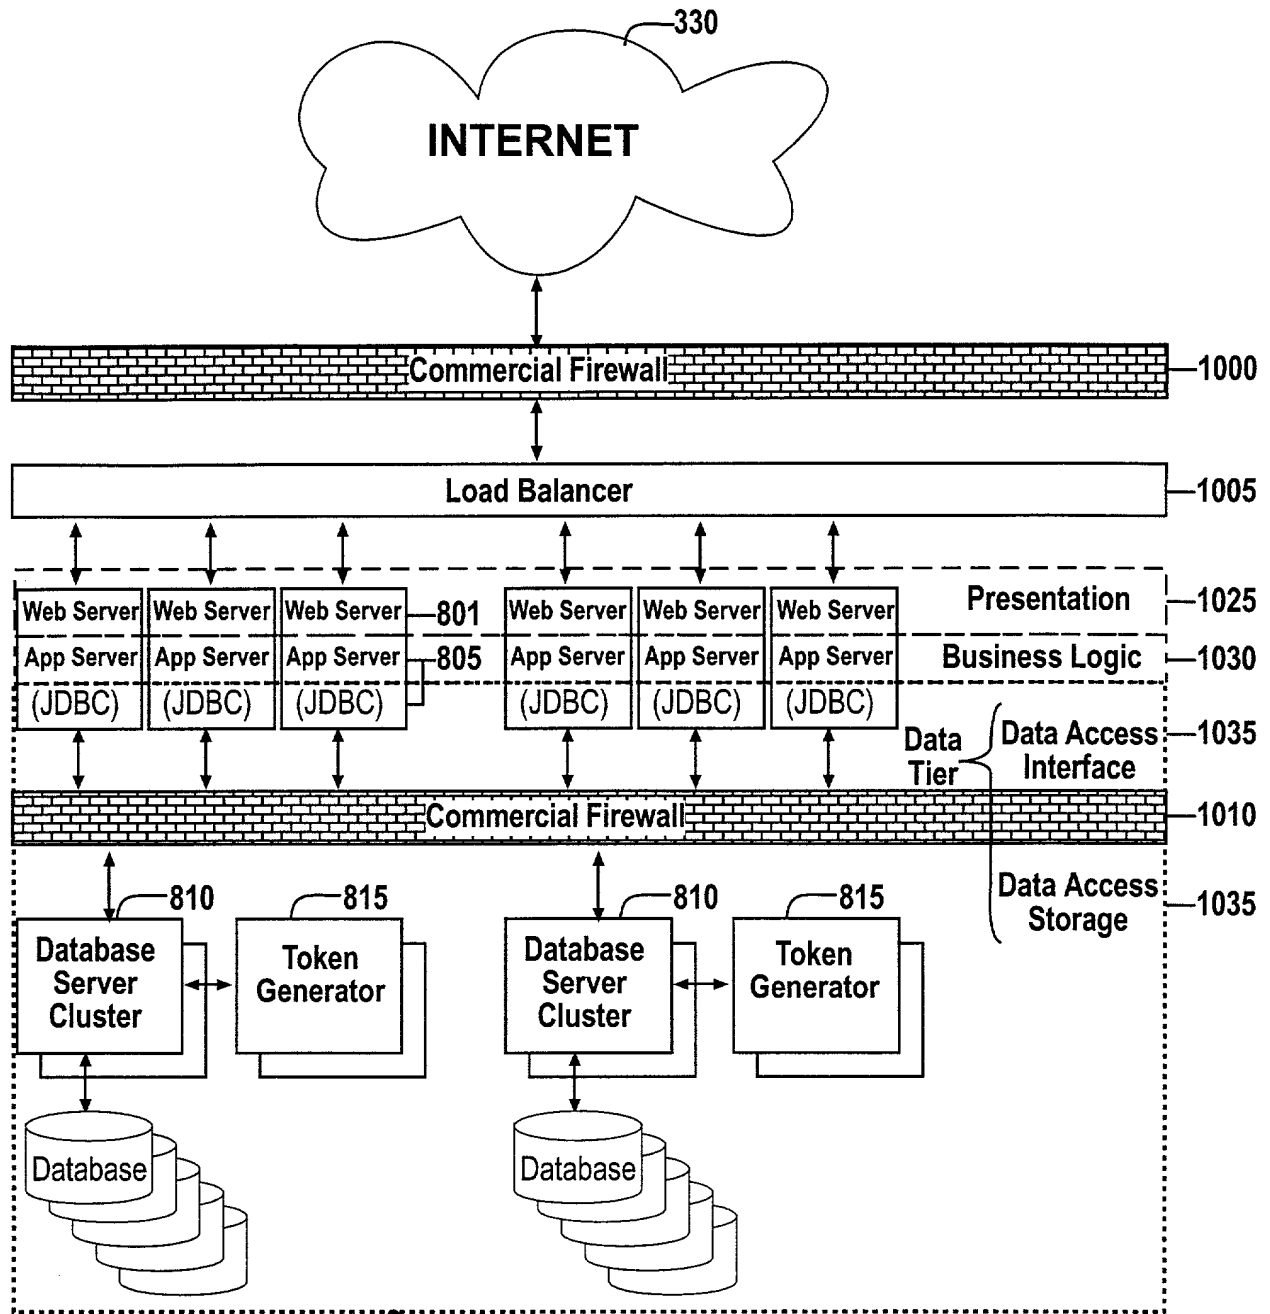 330
INTERNET
Commercial Firewall
1000
Load Balancer
1005
Web Server Web Server Web Server 801 Web Server Web Server Web Server Presentation 1025
App Server App Server App Server 805 App Server App Server App Server Business Logic 1030
(JDBC) (JDBC) (JDBC) (JDBC) (JDBC) (JDBC)
Data Tier
Data Access
Interface
1035
Commercial Firewall
1010
810 815 810 815
Data Access
Storage
1035
Database
Server
Cluster
Token
Generator
Database
Server
Cluster
Token
Generator
Database
Database